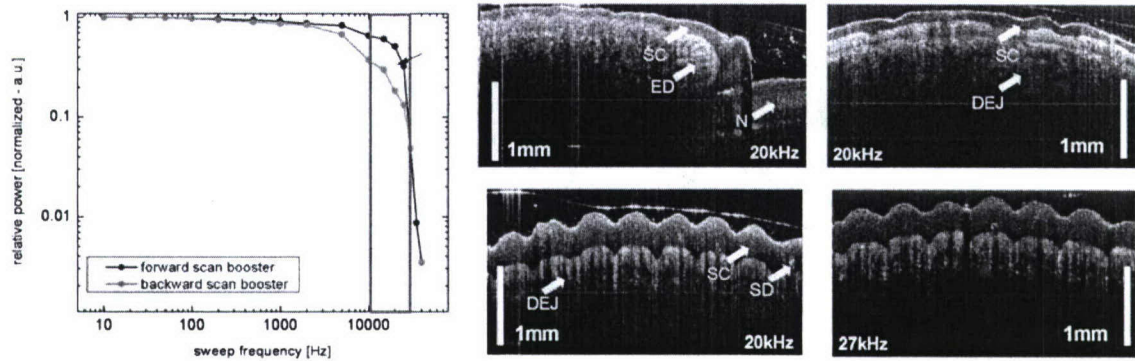 relative power [normalized - a.u.]
1
0.1
0.01
forward scan booster
backward scan booster
10 100 1000 10000
sweep frequency [Hz]
SC
ED
N
1mm
20kHz
SC
DEJ
1mm
20kHz
SC
DEJ
SD
1mm
20kHz
1mm
27kHz